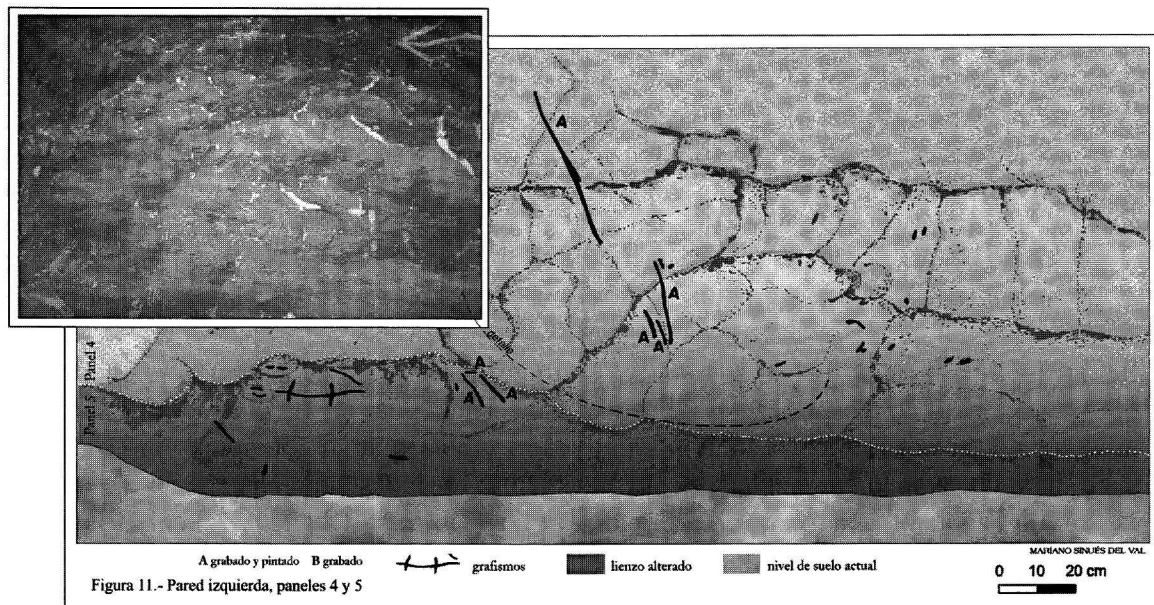 A
A
A
A
A
A
A
Panel 4
Panel 5
MARIANO SINUÉS DEL VAL
A grabado y pintado B grabado grafismos lienzo alterado nivel de suelo actual
0 10 20 cm
Figura 11.- Pared izquierda, paneles 4 y 5